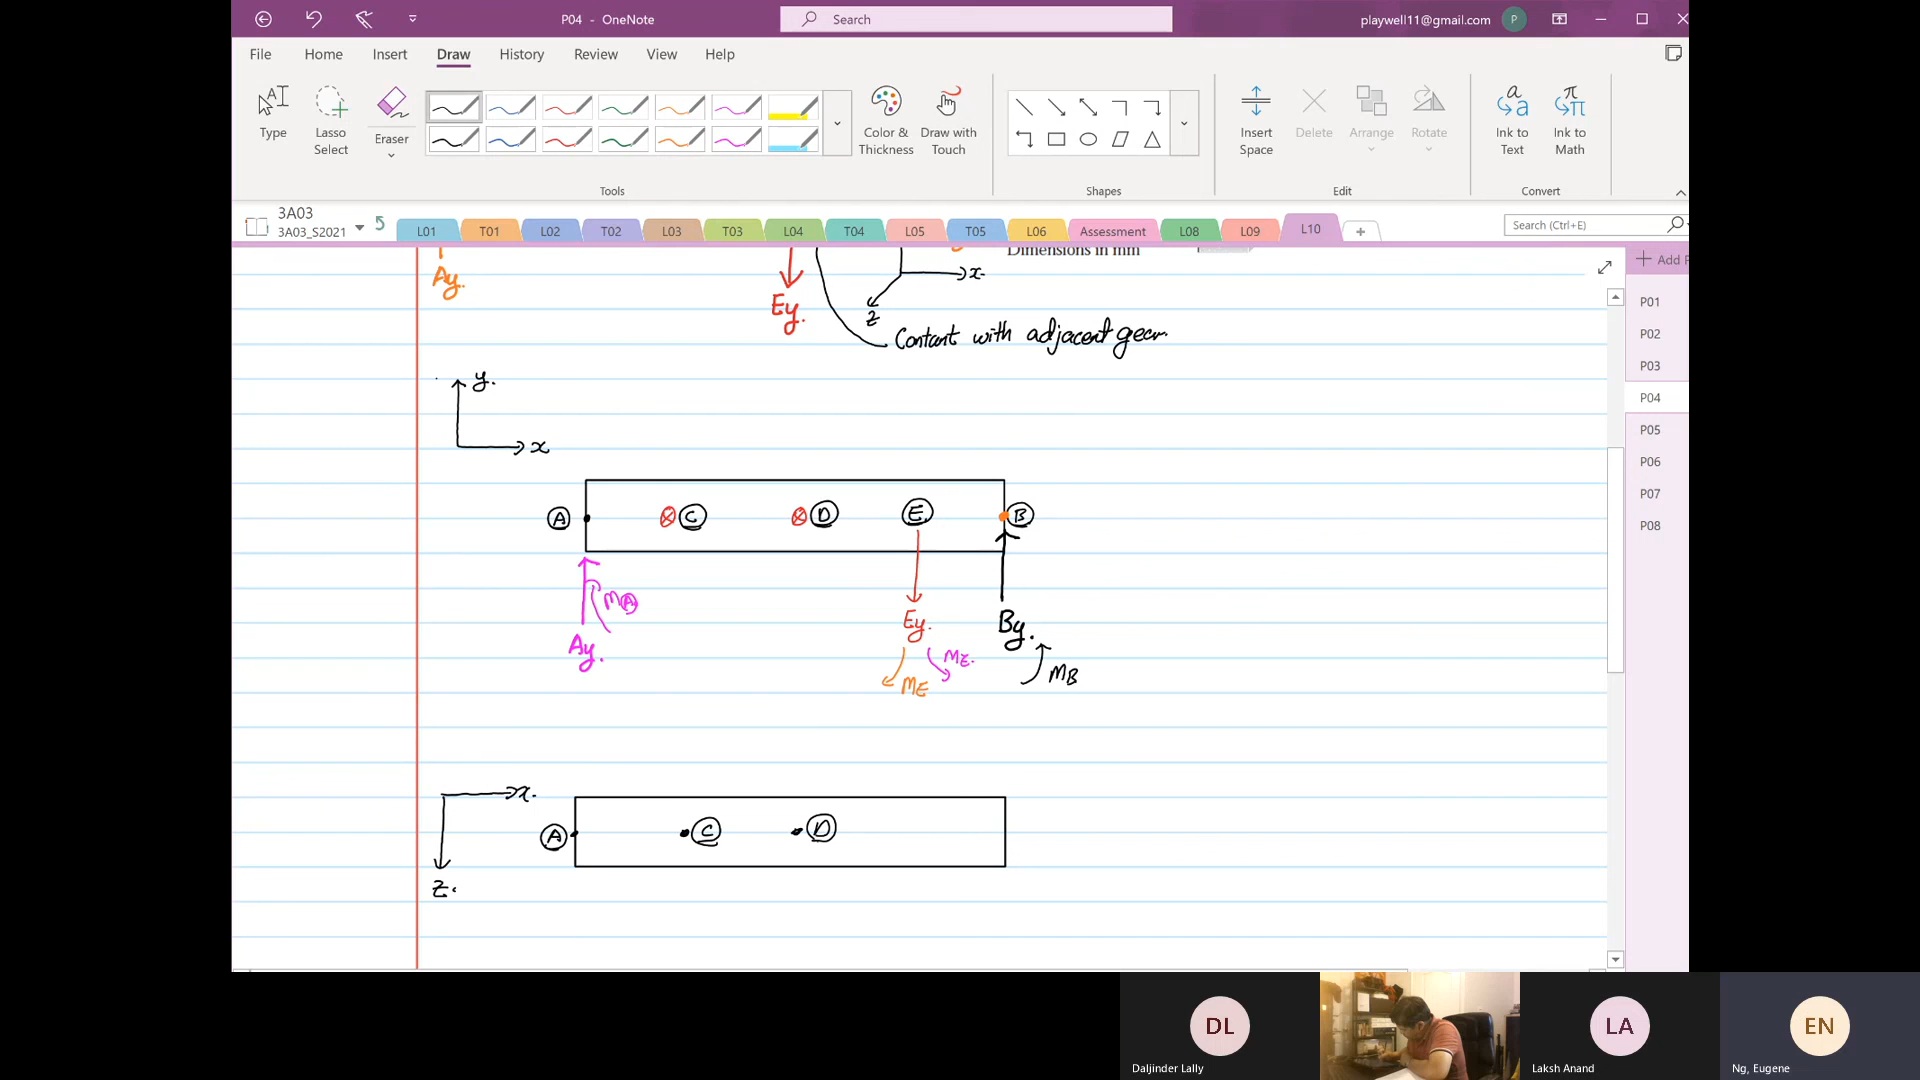 P04 - OneNote
Search
playwell11@gmail.com
P
File Home Insert Draw History Review View Help
Type
Lasso Select
Eraser
Color & Thickness
Draw with Touch
Insert Space
Delete
Arrange
Rotate
Ink to Text
Ink to Math
Tools
Shapes
Edit
Convert
3A03
3A03_S2021
L01 T01 L02 T02 L03 T03 L04 T04 L05 T05 L06 Assessment L08 L09 L10
Search (Ctrl+E)
Add P
P01
P02
P03
P04
P05
P06
P07
P08
Dimensions in mm
Ay.
Ey.
x.
z
Contant with adjacent gear.
y.
x
A C D E B
MA
Ay.
Ey.
ME.
ME
By.
MB
x.
z.
A C D
DL
Daljinder Lally
LA
Laksh Anand
EN
Ng, Eugene